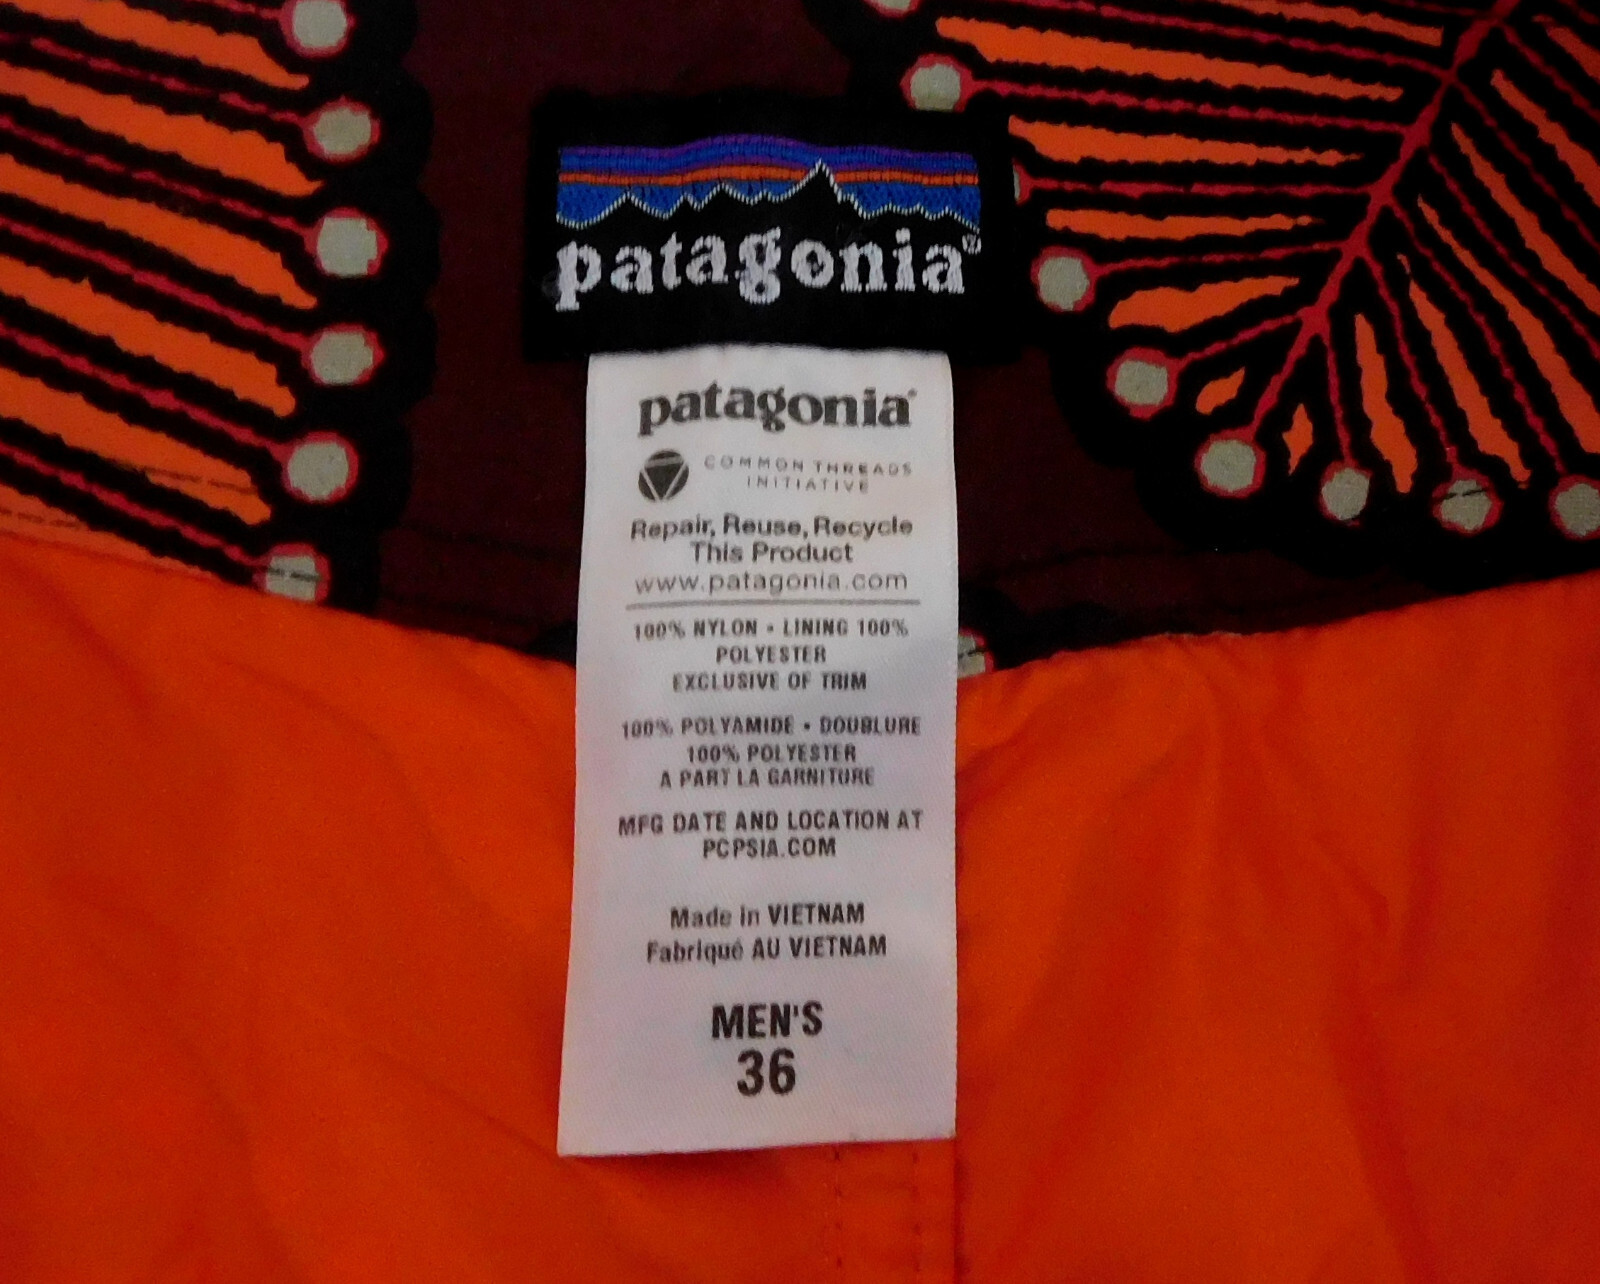 patagonia®
patagonia®
COMMON THREADS
INITIATIVE
Repair, Reuse, Recycle
This Product
www.patagonia.com
100% NYLON • LINING 100%
POLYESTER
EXCLUSIVE OF TRIM
100% POLYAMIDE • DOUBLURE
100% POLYESTER
A PART LA GARNITURE
MFG DATE AND LOCATION AT
PCPSIA.COM
Made in VIETNAM
Fabriqué AU VIETNAM
MEN'S
36